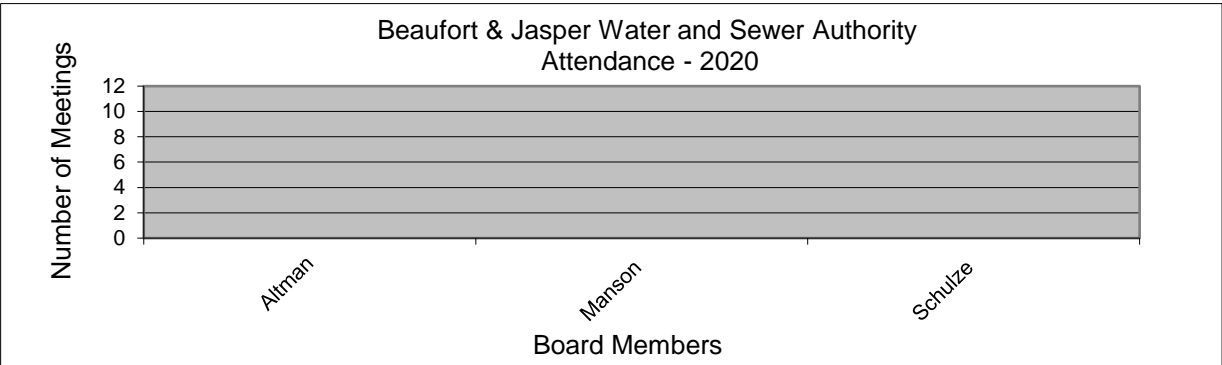 Beaufort & Jasper Water and Sewer Authority
Attendance - 2020
Number of Meetings
12
10
8
6
4
2
0
Altman
Manson
Schulze
Board Members